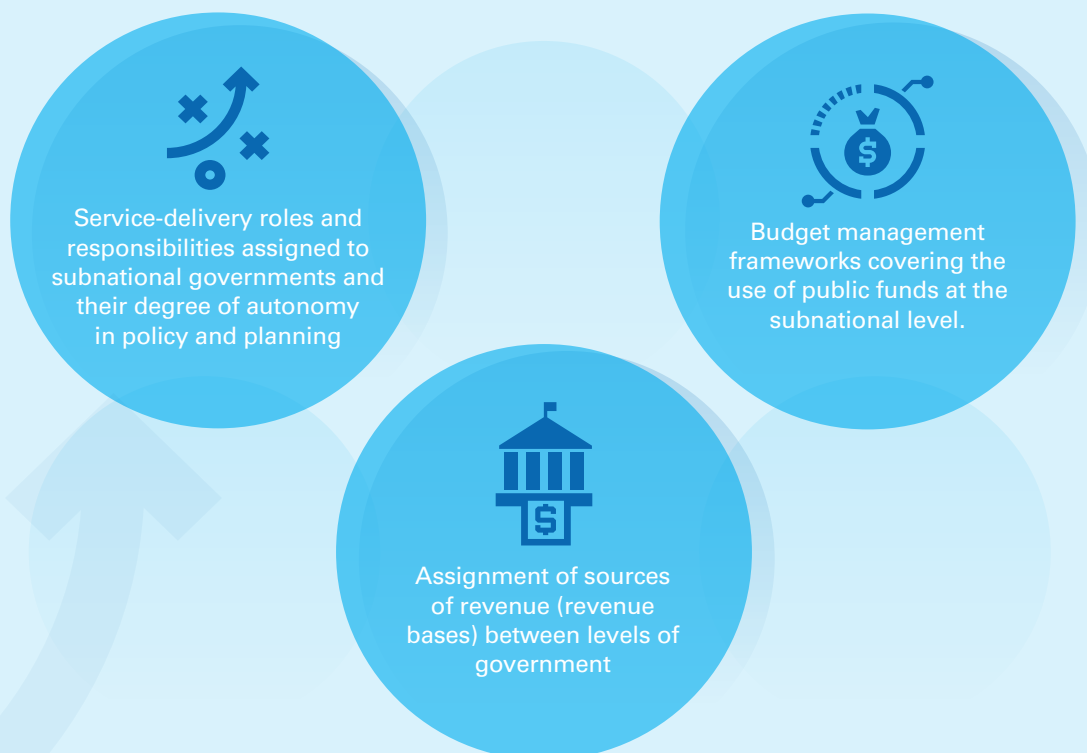 Service-delivery roles and
responsibilities assigned to
subnational governments and
their degree of autonomy
in policy and planning
Budget management
frameworks covering the
use of public funds at the
subnational level.
$
Assignment of sources
of revenue (revenue
bases) between levels of
government
$